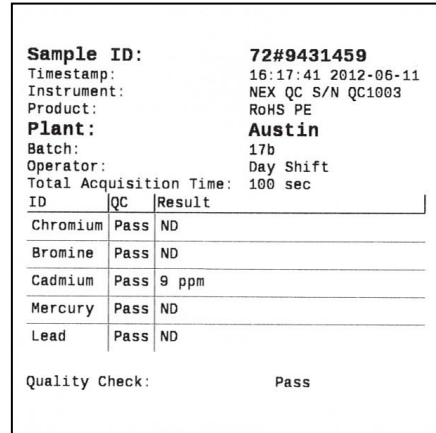 Sample ID: 72#9431459
Timestamp: 16:17:41 2012-06-11
Instrument: NEX QC S/N QC1003
Product: RoHS PE
Plant: Austin
Batch: 17b
Operator: Day Shift
Total Acquisition Time: 100 sec
ID QC Result
Chromium Pass ND
Bromine Pass ND
Cadmium Pass 9 ppm
Mercury Pass ND
Lead Pass ND
Quality Check: Pass